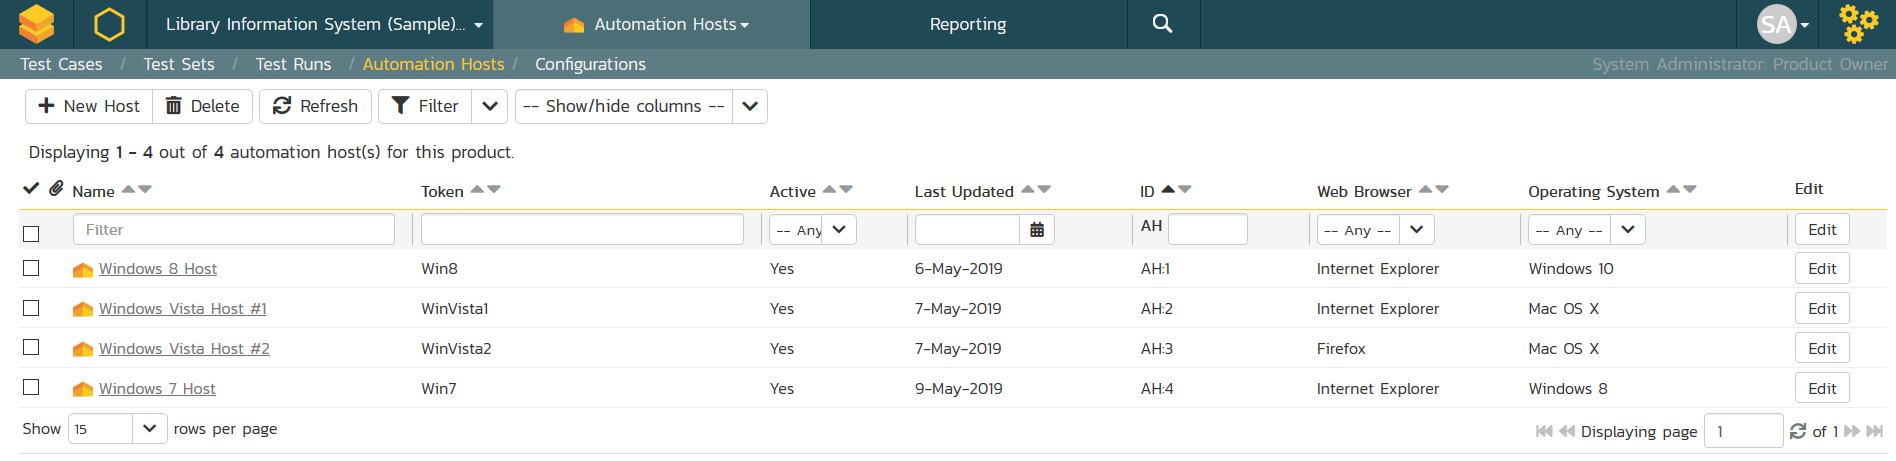 Library Information System (Sample)... Automation Hosts Reporting SA
Test Cases / Test Sets / Test Runs / Automation Hosts / Configurations System Administrator: Product Owner
New Host Delete Refresh Filter -- Show/hide columns --
Displaying 1 - 4 out of 4 automation host(s) for this product.
Name Token Active Last Updated ID Web Browser Operating System Edit
Filter -- Any AH -- Any -- -- Any -- Edit
Windows 8 Host Win8 Yes 6-May-2019 AH:1 Internet Explorer Windows 10 Edit
Windows Vista Host #1 WinVista1 Yes 7-May-2019 AH:2 Internet Explorer Mac OS X Edit
Windows Vista Host #2 WinVista2 Yes 7-May-2019 AH:3 Firefox Mac OS X Edit
Windows 7 Host Win7 Yes 9-May-2019 AH:4 Internet Explorer Windows 8 Edit
Show 15 rows per page Displaying page 1 of 1